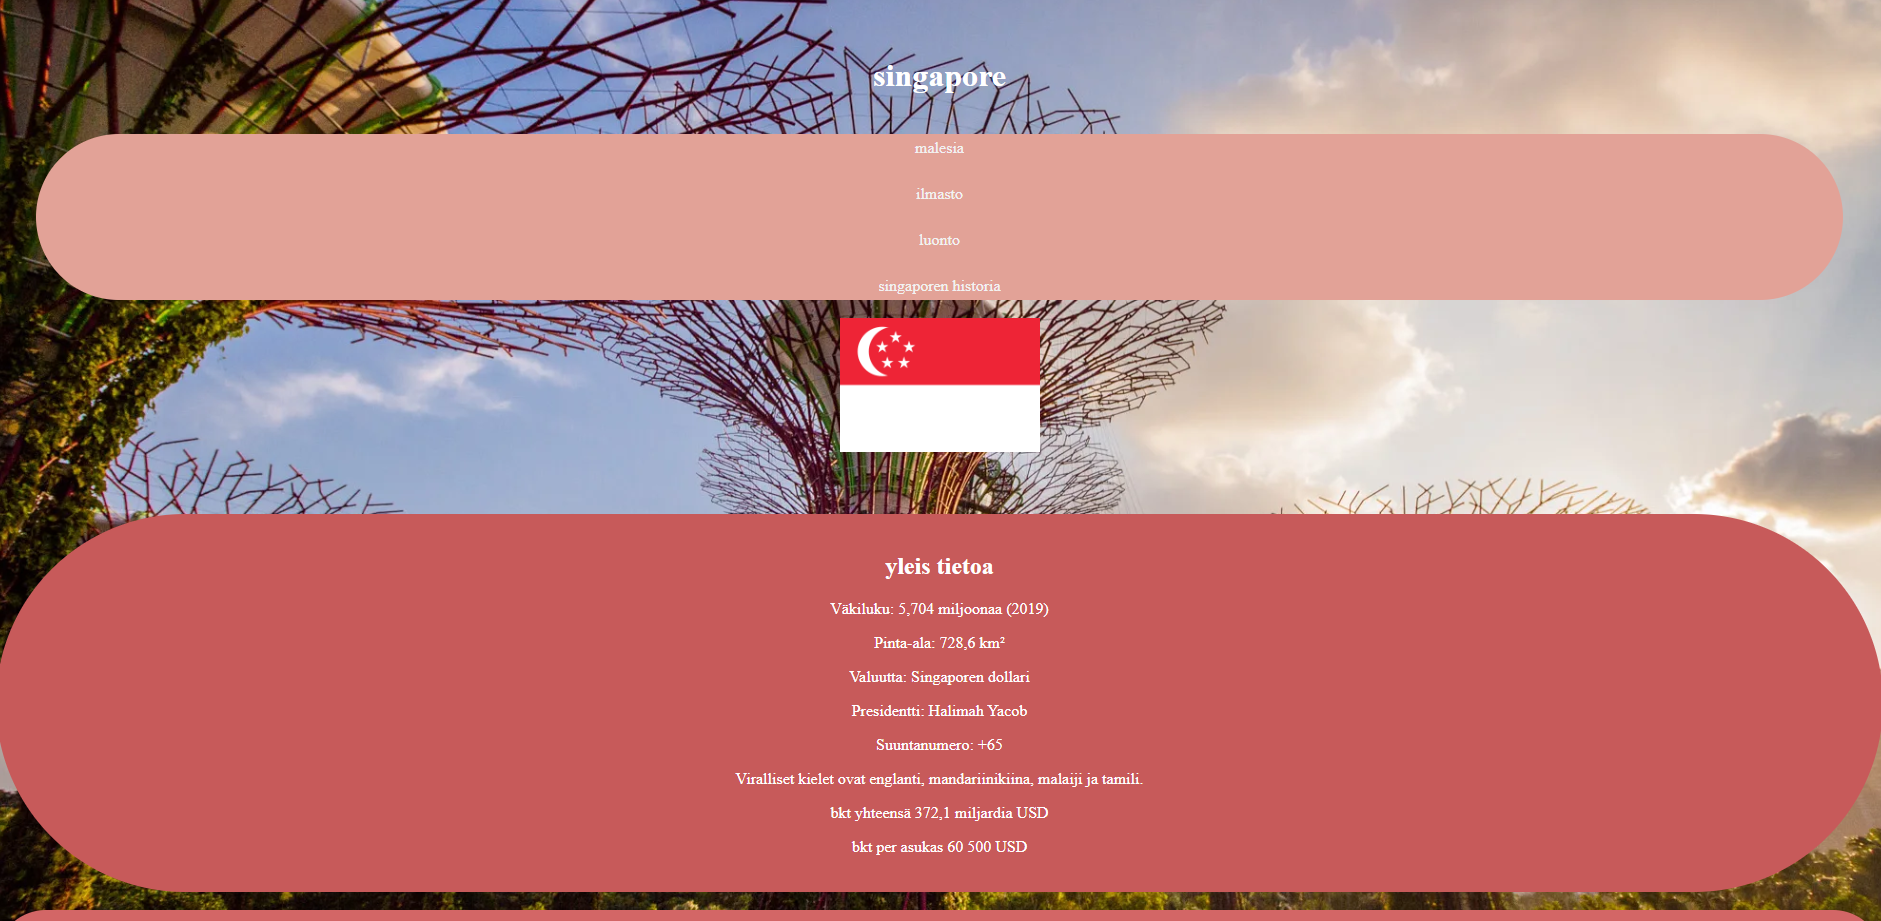 singapore
malesia
ilmasto
luonto
singaporen historia
yleis tietoa
Väkiluku: 5,704 miljoonaa (2019)
Pinta-ala: 728,6 km²
Valuutta: Singaporen dollari
Presidentti: Halimah Yacob
Suuntanumero: +65
Viralliset kielet ovat englanti, mandariinikiina, malaiji ja tamili.
bkt yhteensä 372,1 miljardia USD
bkt per asukas 60 500 USD